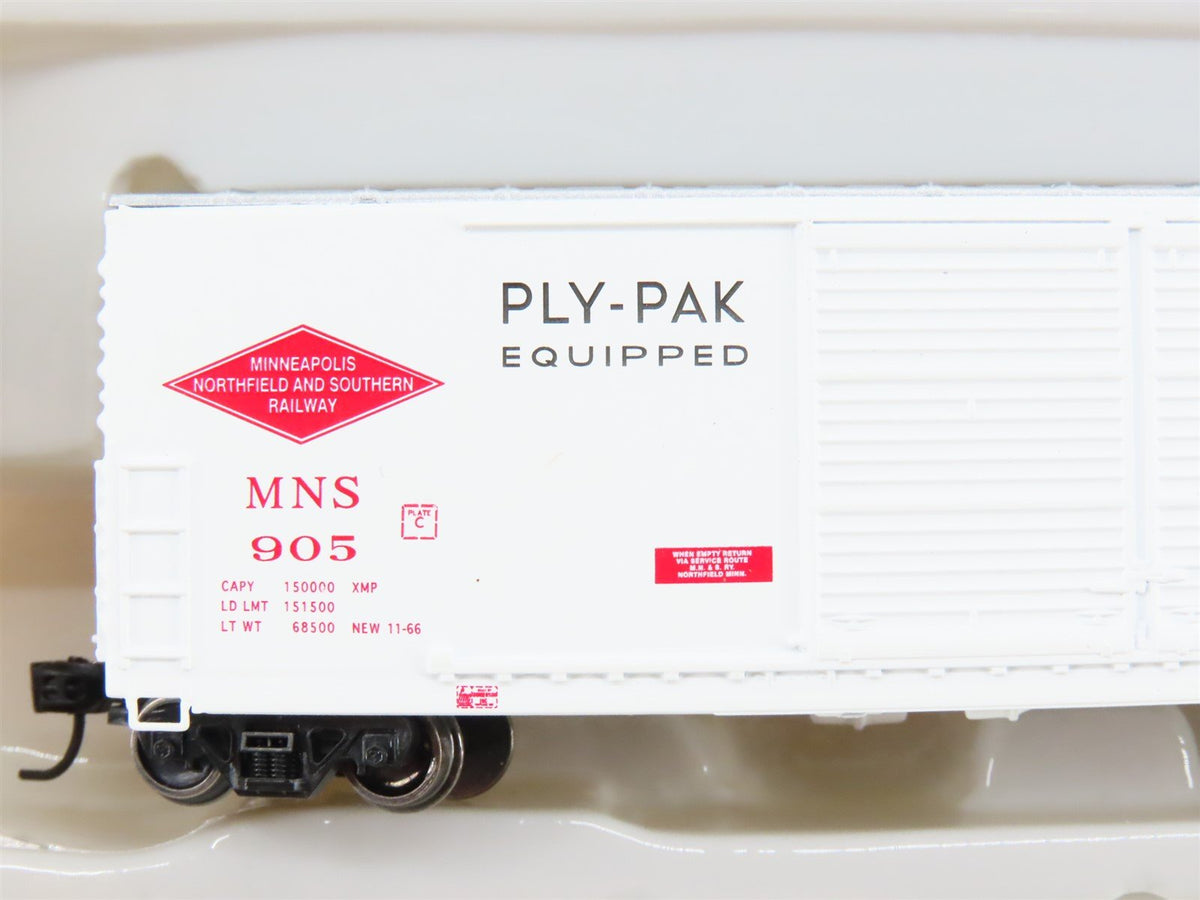 PLY-PAK
EQUIPPED
MINNEAPOLIS
NORTHFIELD AND SOUTHERN
RAILWAY
MNS
905
PLATE
C
CAPY 150000 XMP
LD LMT 151500
LT WT 68500 NEW 11-66
WHEN EMPTY RETURN
VIA SERVICE ROUTE
M.N. & S. RY.
NORTHFIELD MINN.